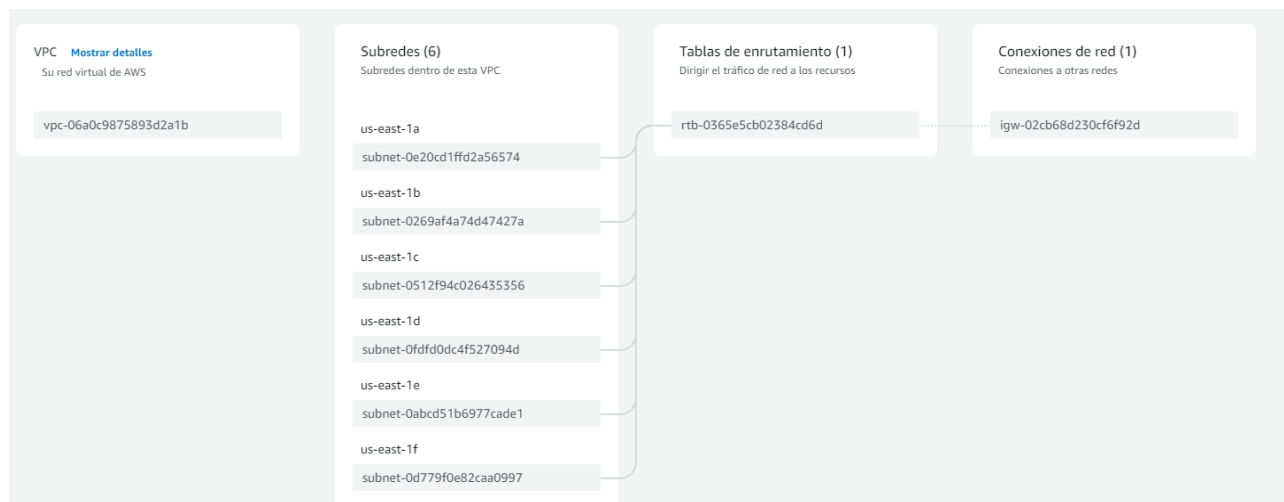 VPC Mostrar detalles
Su red virtual de AWS
vpc-06a0c9875893d2a1b
Subredes (6)
Subredes dentro de esta VPC
us-east-1a
subnet-0e20cd1ffd2a56574
us-east-1b
subnet-0269af4a74d47427a
us-east-1c
subnet-0512f94c026435356
us-east-1d
subnet-0fdfd0dc4f527094d
us-east-1e
subnet-0abcd51b6977cade1
us-east-1f
subnet-0d779f0e82caa0997
Tablas de enrutamiento (1)
Dirigir el tráfico de red a los recursos
rtb-0365e5cb02384cd6d
Conexiones de red (1)
Conexiones a otras redes
igw-02cb68d230cf6f92d